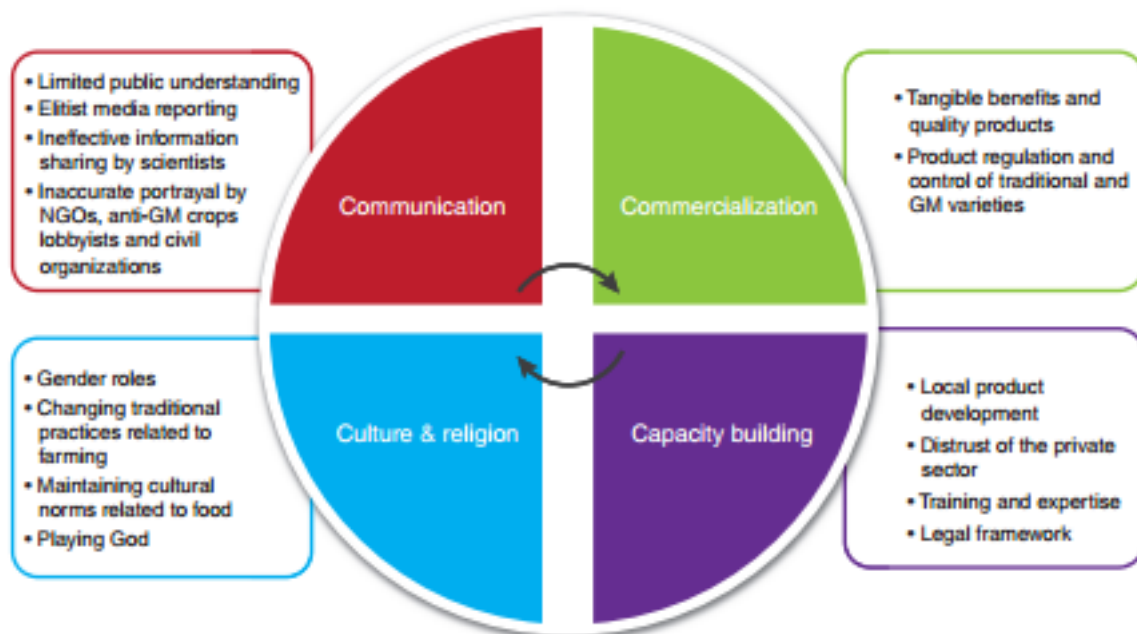 • Limited public understanding
• Elitist media reporting
• Ineffective information
sharing by scientists
• Inaccurate portrayal by
NGOs, anti-GM crops
lobbyists and civil
organizations
Communication
Commercialization
• Tangible benefits and
quality products
• Product regulation and
control of traditional and
GM varieties
• Gender roles
• Changing traditional
practices related to
farming
• Maintaining cultural
norms related to food
• Playing God
Culture & religion
Capacity building
• Local product
development
• Distrust of the private
sector
• Training and expertise
• Legal framework